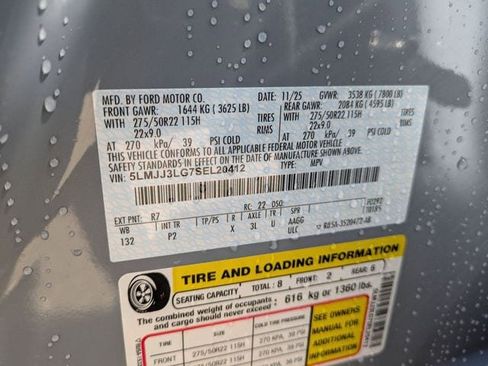 MFD. BY FORD MOTOR CO.
11/25 GVWR: 3538 KG (7800 LB)
FRONT GAWR: REAR GAWR:
1644 KG (3625 LB) 2084 KG (4595 LB)
WITH 275/50R22 115H TIRES WITH 275/50R22 115H TIRES
22x9.0 RIMS 22x9.0 RIMS
AT 270 kPa/ 39 PSI COLD AT 270 kPa/ 39 PSI COLD
THIS VEHICLE CONFORMS TO ALL APPLICABLE FEDERAL MOTOR VEHICLE
SAFETY STANDARDS IN EFFECT ON THE DATE OF MANUFACTURE SHOWN ABOVE.
VIN: 5LMJJ3LG7SEL20412
TYPE: MPV
EXT PNT: R7 RC: 22 DSO:
WB INT TR TP/PS R AXLE TR SPR
132 P2 X 3L U AAGG
ULC
TIRE AND LOADING INFORMATION
SEATING CAPACITY TOTAL: 8 FRONT: 2 REAR: 6
The combined weight of occupants and cargo should never exceed: 616 kg or 1360 lbs.
TIRE SIZE COLD TIRE PRESSURE
FRONT 275/50R22 115H 270 KPA, 39 PSI
SEE OWNERS
MANUAL FOR
ADDITIONAL